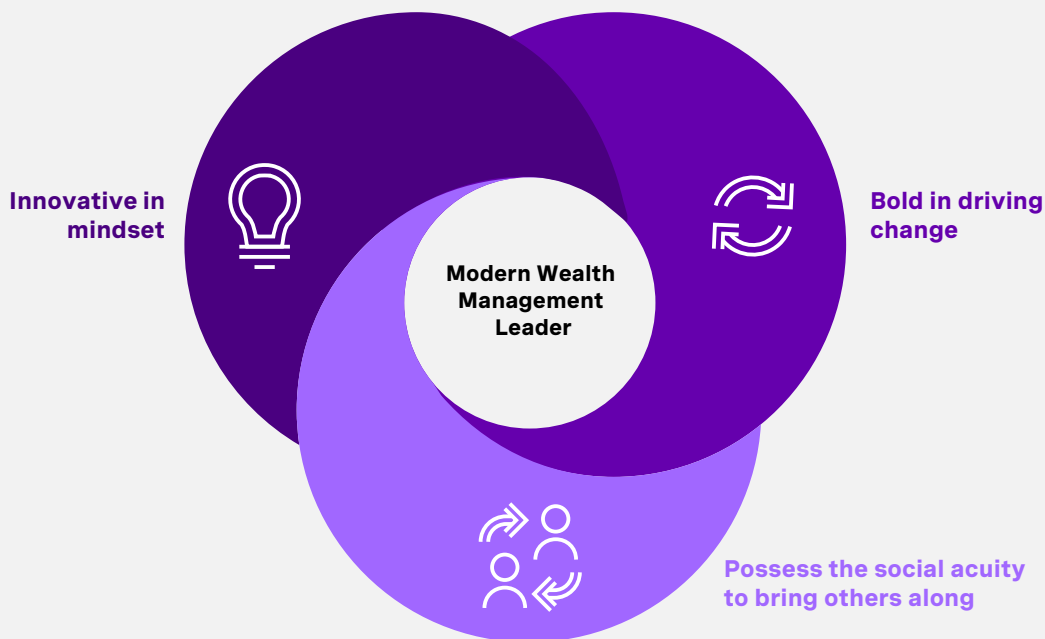 Innovative in
mindset
Bold in driving
change
Modern Wealth
Management
Leader
Possess the social acuity
to bring others along